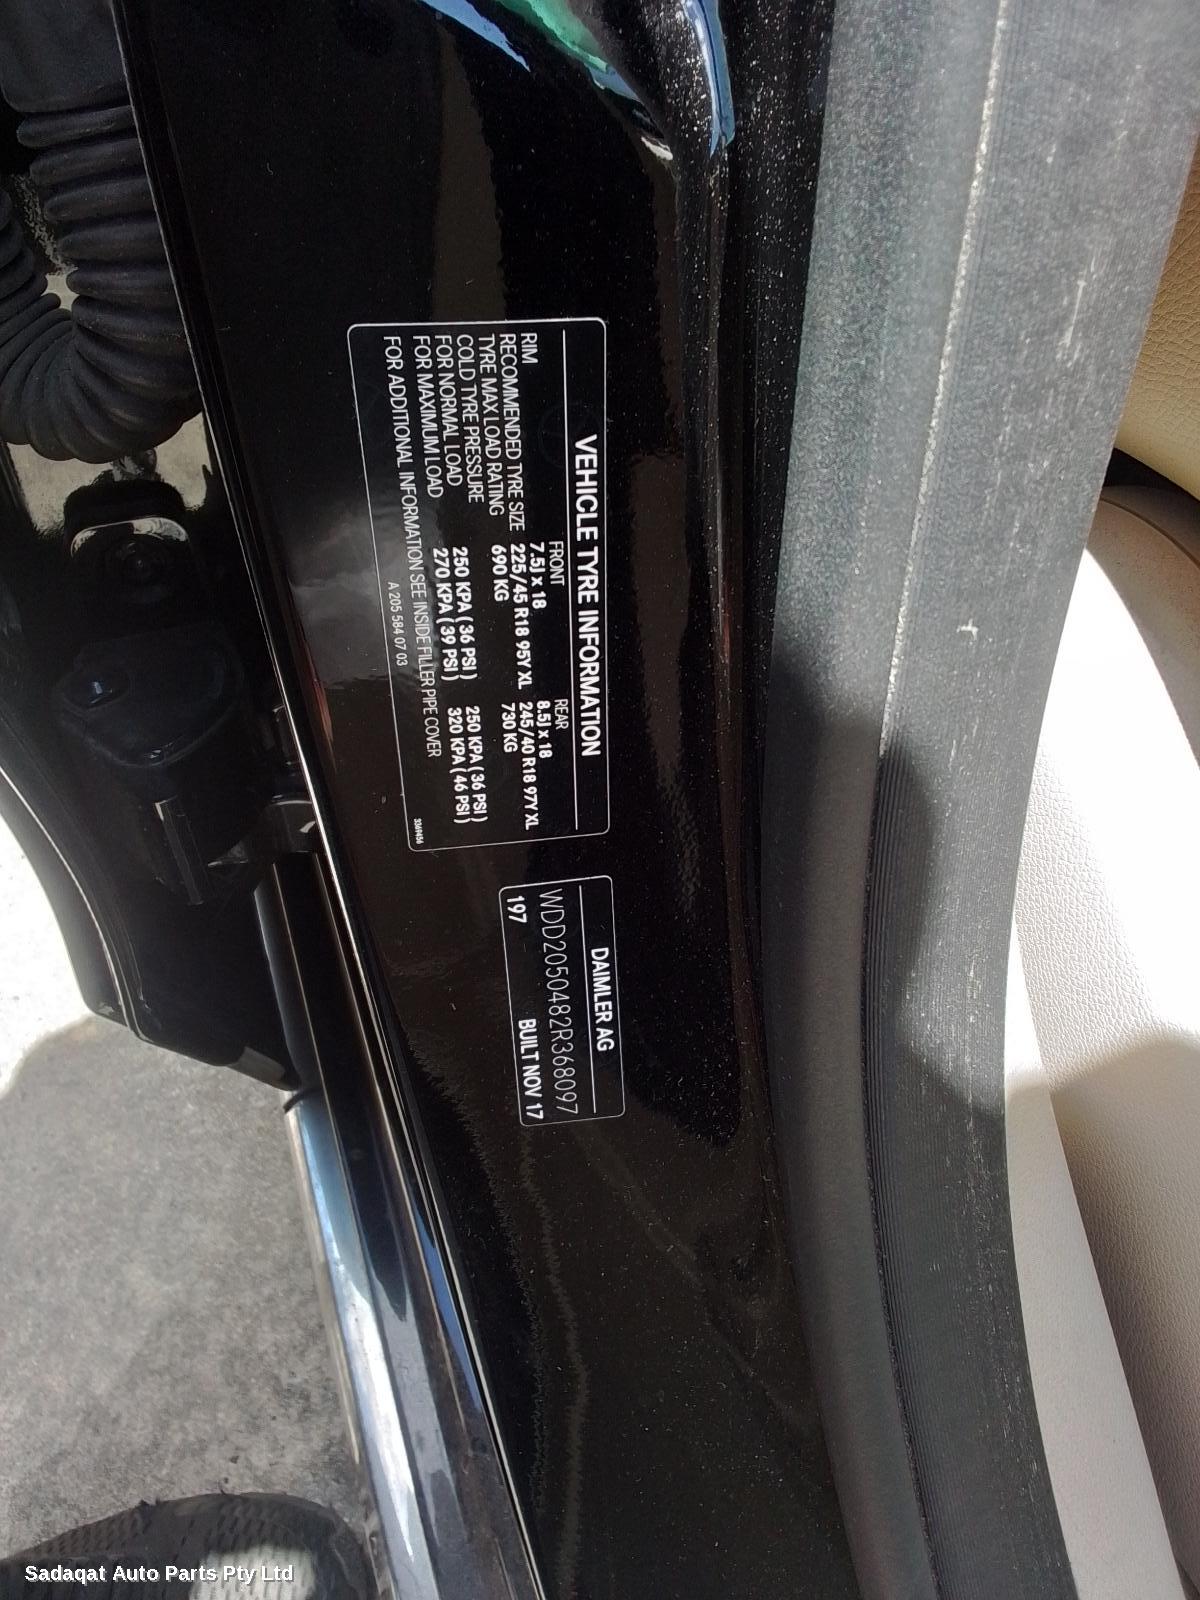 VEHICLE TYRE INFORMATION
FRONT REAR
RIM 7.5J x 18 8.5J x 18
RECOMMENDED TYRE SIZE 225/45 R18 95Y XL 245/40 R18 97Y XL
TYRE MAX LOAD RATING 690 KG 730 KG
COLD TYRE PRESSURE
FOR NORMAL LOAD 250 KPA ( 36 PSI ) 250 KPA ( 36 PSI )
FOR MAXIMUM LOAD 270 KPA ( 39 PSI ) 320 KPA ( 46 PSI )
FOR ADDITIONAL INFORMATION SEE INSIDE FILLER PIPE COVER
A 205 584 07 03
3369456
DAIMLER AG
WDD2050482R368097
197 BUILT NOV 17
Sadaqat Auto Parts Pty Ltd